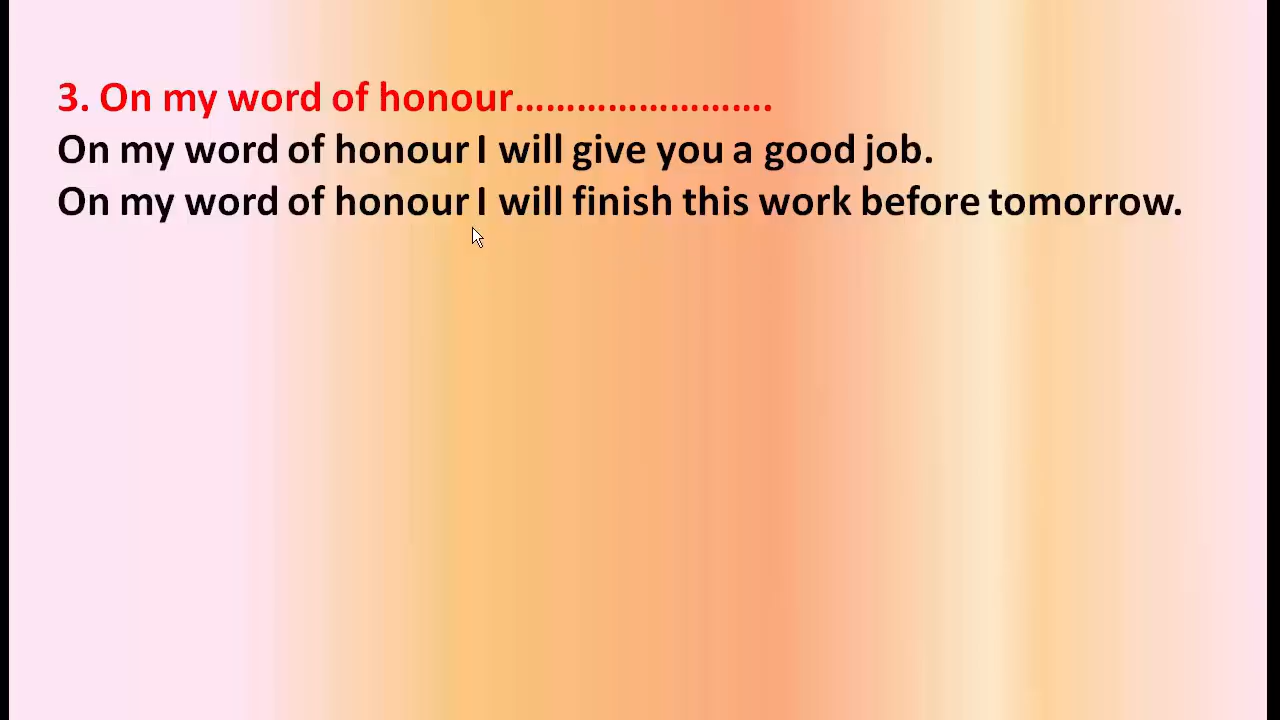 3. On my word of honour…………………….
On my word of honour I will give you a good job.
On my word of honour I will finish this work before tomorrow.